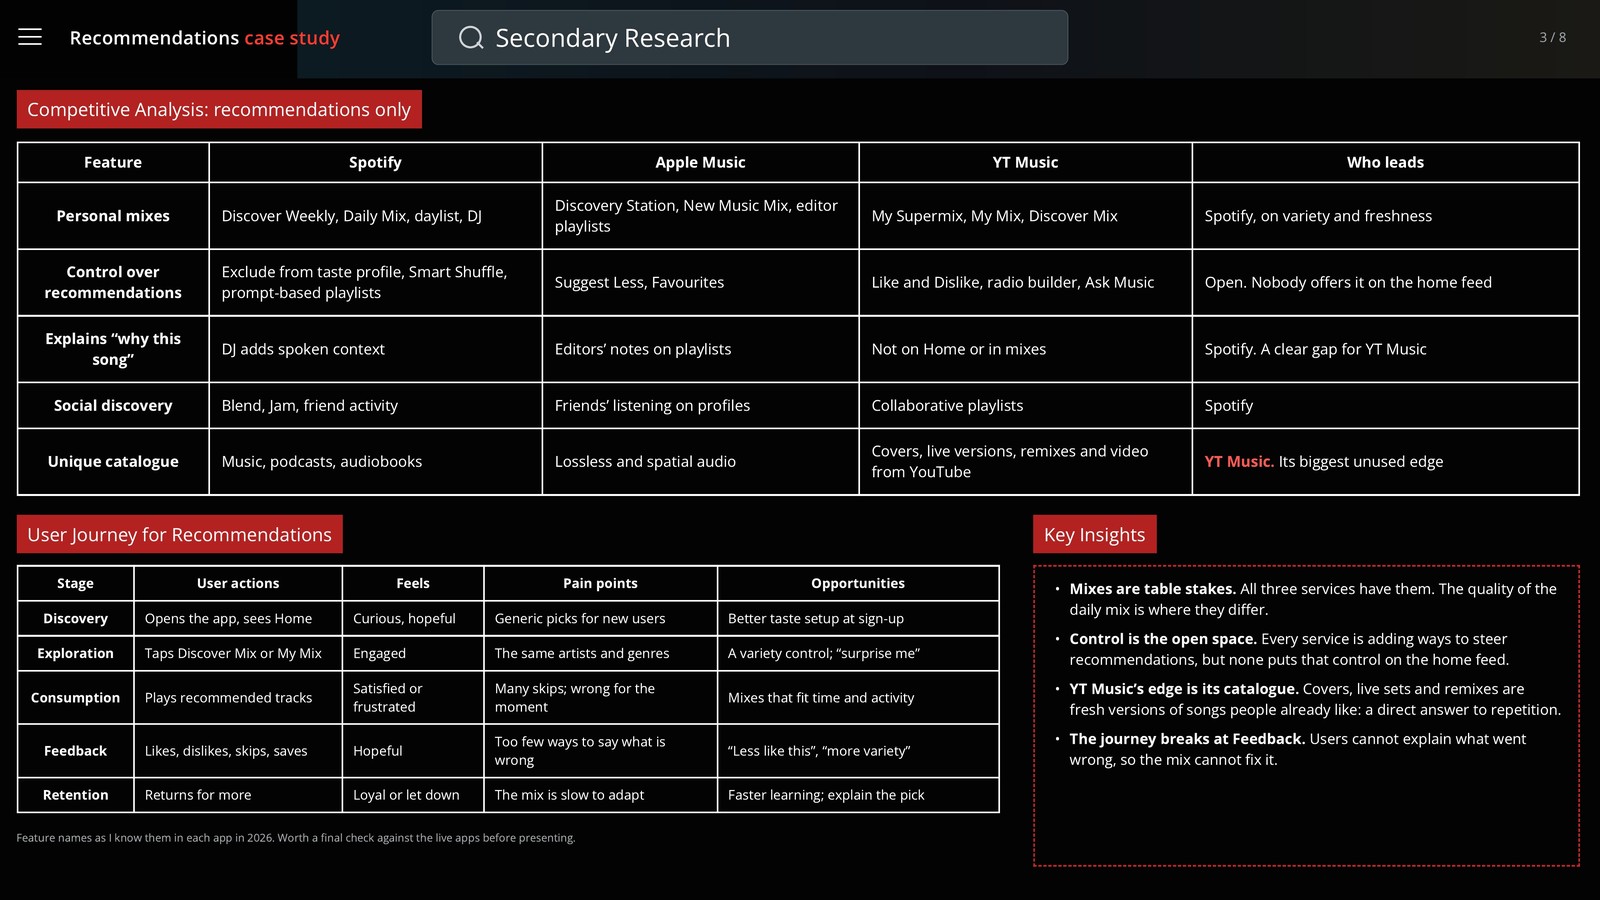 Recommendations case study
Secondary Research
3 / 8
Competitive Analysis: recommendations only
Feature
Spotify
Apple Music
YT Music
Who leads
Personal mixes
Discover Weekly, Daily Mix, daylist, DJ
Discovery Station, New Music Mix, editor
playlists
My Supermix, My Mix, Discover Mix
Spotify, on variety and freshness
Control over
recommendations
Exclude from taste profile, Smart Shuffle,
prompt-based playlists
Suggest Less, Favourites
Like and Dislike, radio builder, Ask Music
Open. Nobody offers it on the home feed
Explains “why this
song”
DJ adds spoken context
Editors’ notes on playlists
Not on Home or in mixes
Spotify. A clear gap for YT Music
Social discovery
Blend, Jam, friend activity
Friends’ listening on profiles
Collaborative playlists
Spotify
Unique catalogue
Music, podcasts, audiobooks
Lossless and spatial audio
Covers, live versions, remixes and video
from YouTube
YT Music. Its biggest unused edge
User Journey for Recommendations
Stage
User actions
Feels
Pain points
Opportunities
Discovery
Opens the app, sees Home
Curious, hopeful
Generic picks for new users
Better taste setup at sign-up
Exploration
Taps Discover Mix or My Mix
Engaged
The same artists and genres
A variety control; “surprise me”
Consumption
Plays recommended tracks
Satisfied or
frustrated
Many skips; wrong for the
moment
Mixes that fit time and activity
Feedback
Likes, dislikes, skips, saves
Hopeful
Too few ways to say what is
wrong
“Less like this”, “more variety”
Retention
Returns for more
Loyal or let down
The mix is slow to adapt
Faster learning; explain the pick
Feature names as I know them in each app in 2026. Worth a final check against the live apps before presenting.
Key Insights
• Mixes are table stakes. All three services have them. The quality of the
daily mix is where they differ.
• Control is the open space. Every service is adding ways to steer
recommendations, but none puts that control on the home feed.
• YT Music’s edge is its catalogue. Covers, live sets and remixes are
fresh versions of songs people already like: a direct answer to repetition.
• The journey breaks at Feedback. Users cannot explain what went
wrong, so the mix cannot fix it.